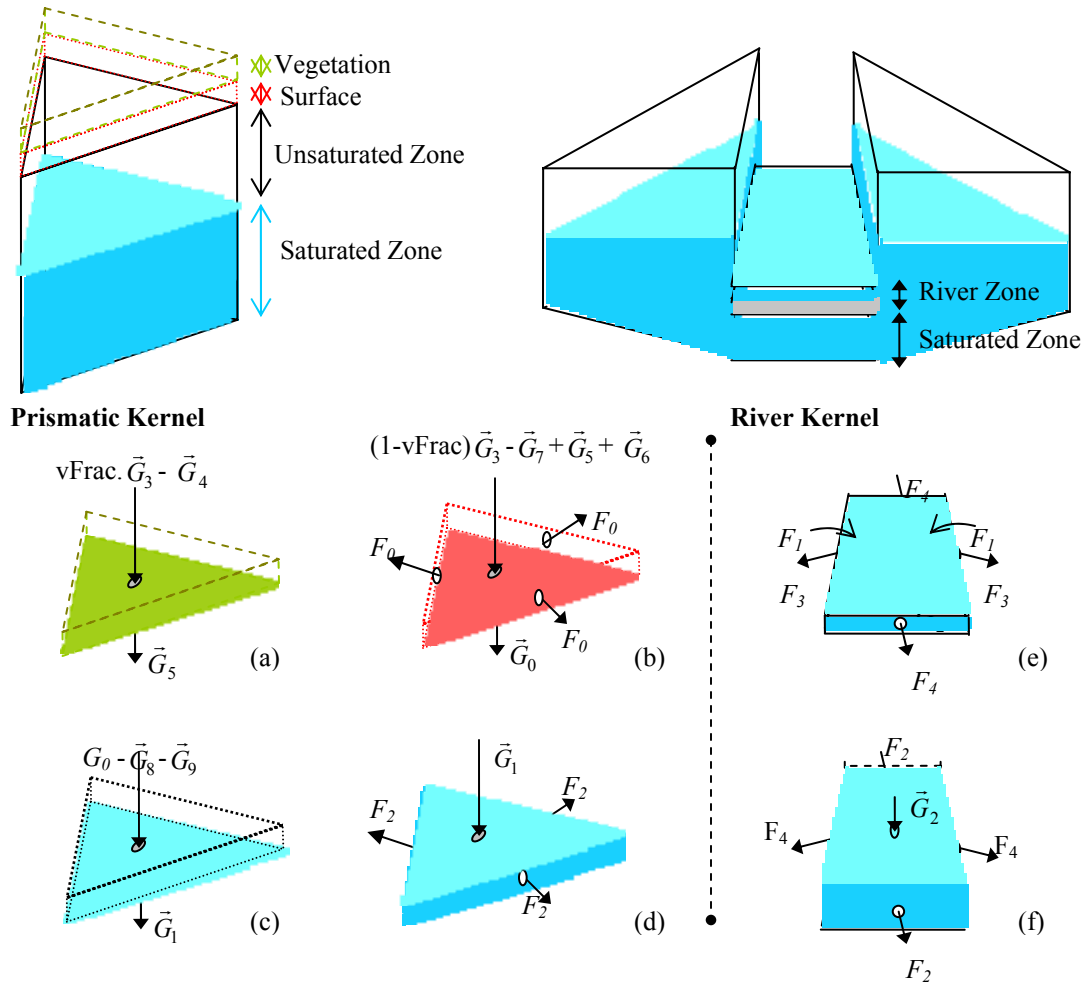 Vegetation
Surface
Unsaturated Zone
Saturated Zone
River Zone
Saturated Zone
Prismatic Kernel
River Kernel
vFrac. G⃗₃ - G⃗₄
G⃗₅
(a)
(1-vFrac) G⃗₃ - G⃗₇ + G⃗₅ + G⃗₆
F₀
F₀
F₀
G⃗₀
(b)
F₄
F₁
F₁
F₃
F₃
F₄
(e)
G₀ - G⃗₈ - G⃗₉
G⃗₁
(c)
G⃗₁
F₂
F₂
F₂
(d)
F₂
G⃗₂
F₄
F₄
F₂
(f)